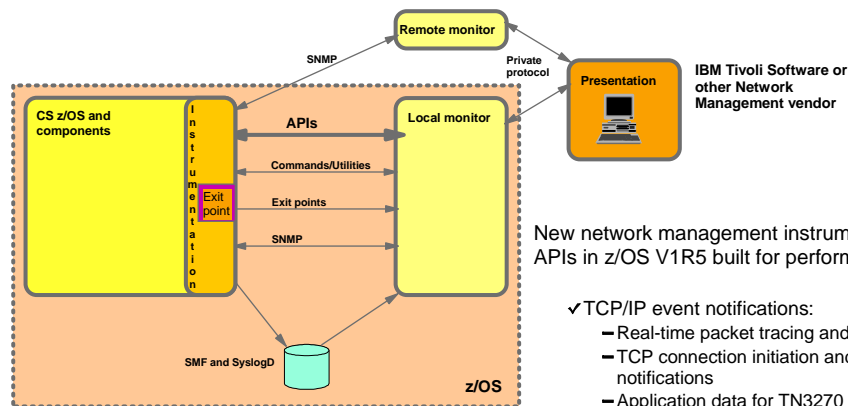 Remote monitor
SNMP
Private
protocol
Presentation
IBM Tivoli Software or
other Network
Management vendor
CS z/OS and
components
Instrumentation
APIs
Local monitor
Commands/Utilities
Exit
point
Exit points
SNMP
SMF and SyslogD
z/OS
New network management
APIs in z/OS V1R5 built for
✓TCP/IP event notifications:
–Real-time packet tracing and
–TCP connection initiation and
notifications
–Application data for TN3270